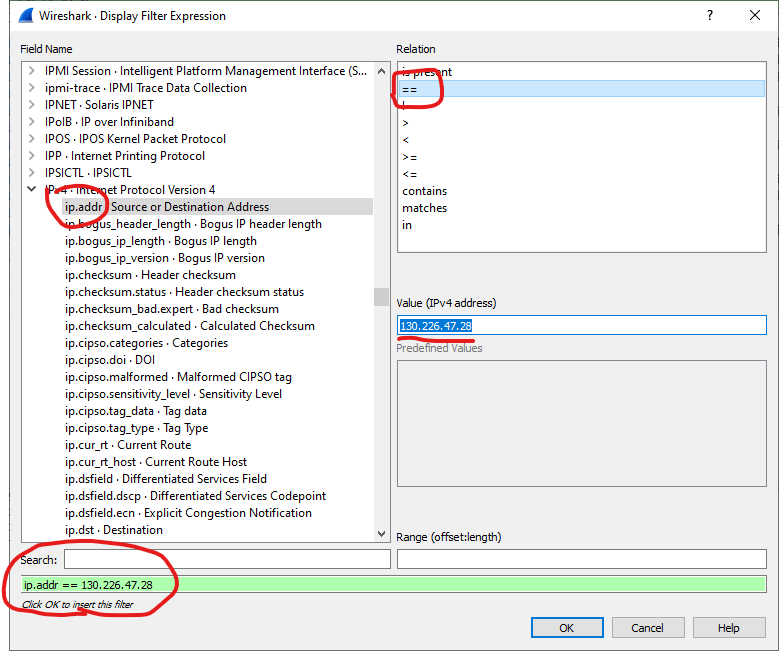 Wireshark · Display Filter Expression
? ×
Field Name
IPMI Session · Intelligent Platform Management Interface (S...
ipmi-trace · IPMI Trace Data Collection
IPNET · Solaris IPNET
IPoIB · IP over Infiniband
IPOS · IPOS Kernel Packet Protocol
IPP · Internet Printing Protocol
IPSICTL · IPSICTL
IPv4 · Internet Protocol Version 4
ip.addr · Source or Destination Address
ip.bogus_header_length · Bogus IP header length
ip.bogus_ip_length · Bogus IP length
ip.bogus_ip_version · Bogus IP version
ip.checksum · Header checksum
ip.checksum.status · Header checksum status
ip.checksum_bad.expert · Bad checksum
ip.checksum_calculated · Calculated Checksum
ip.cipso.categories · Categories
ip.cipso.doi · DOI
ip.cipso.malformed · Malformed CIPSO tag
ip.cipso.sensitivity_level · Sensitivity Level
ip.cipso.tag_data · Tag data
ip.cipso.tag_type · Tag Type
ip.cur_rt · Current Route
ip.cur_rt_host · Current Route Host
ip.dsfield · Differentiated Services Field
ip.dsfield.dscp · Differentiated Services Codepoint
ip.dsfield.ecn · Explicit Congestion Notification
ip.dst · Destination
Relation
is present
==
>
<
>=
<=
contains
matches
in
Value (IPv4 address)
130.226.47.28
Predefined Values
Range (offset:length)
Search:
ip.addr == 130.226.47.28
Click OK to insert this filter
OK
Cancel
Help